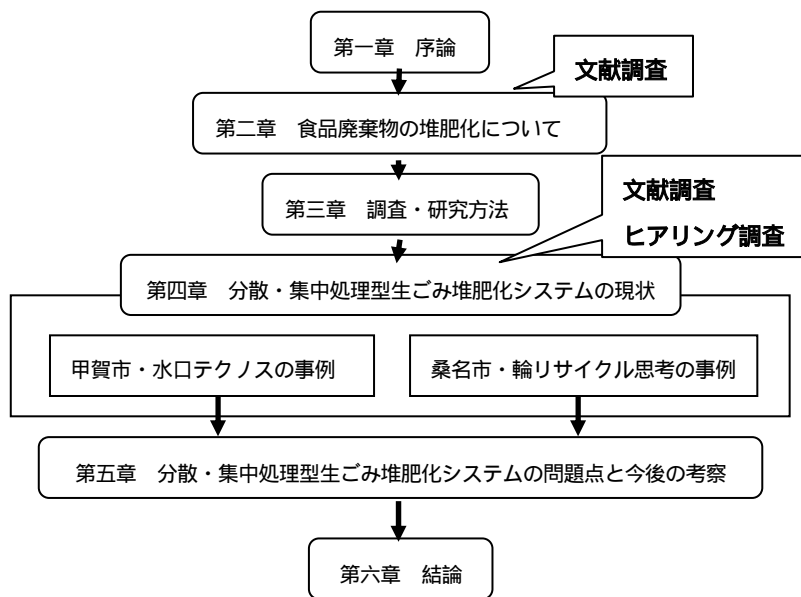 第一章　序論
文献調査
第二章　食品廃棄物の堆肥化について
第三章　調査・研究方法
文献調査
ヒアリング調査
第四章　分散・集中処理型生ごみ堆肥化システムの現状
甲賀市・水口テクノスの事例
桑名市・輪リサイクル思考の事例
第五章　分散・集中処理型生ごみ堆肥化システムの問題点と今後の考察
第六章　結論